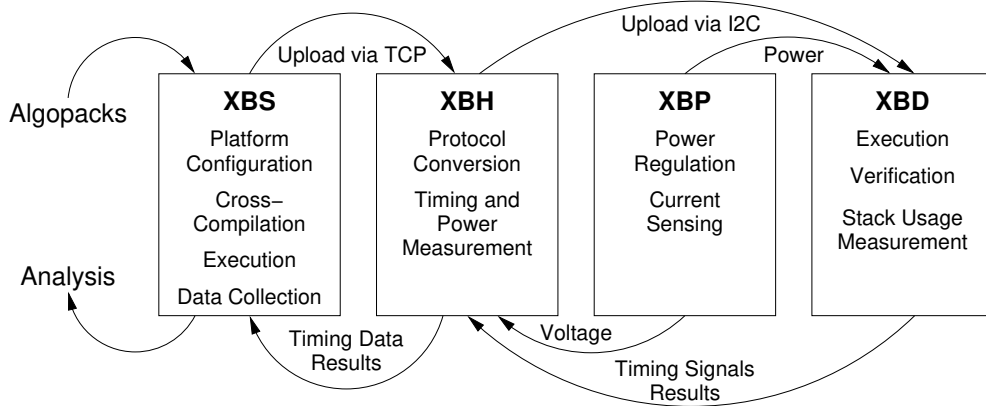 Algopacks
Analysis
Upload via TCP
Upload via I2C
Power
XBS
Platform
Configuration
Cross−
Compilation
Execution
Data Collection
XBH
Protocol
Conversion
Timing and
Power
Measurement
XBP
Power
Regulation
Current
Sensing
XBD
Execution
Verification
Stack Usage
Measurement
Timing Data
Results
Voltage
Timing Signals
Results